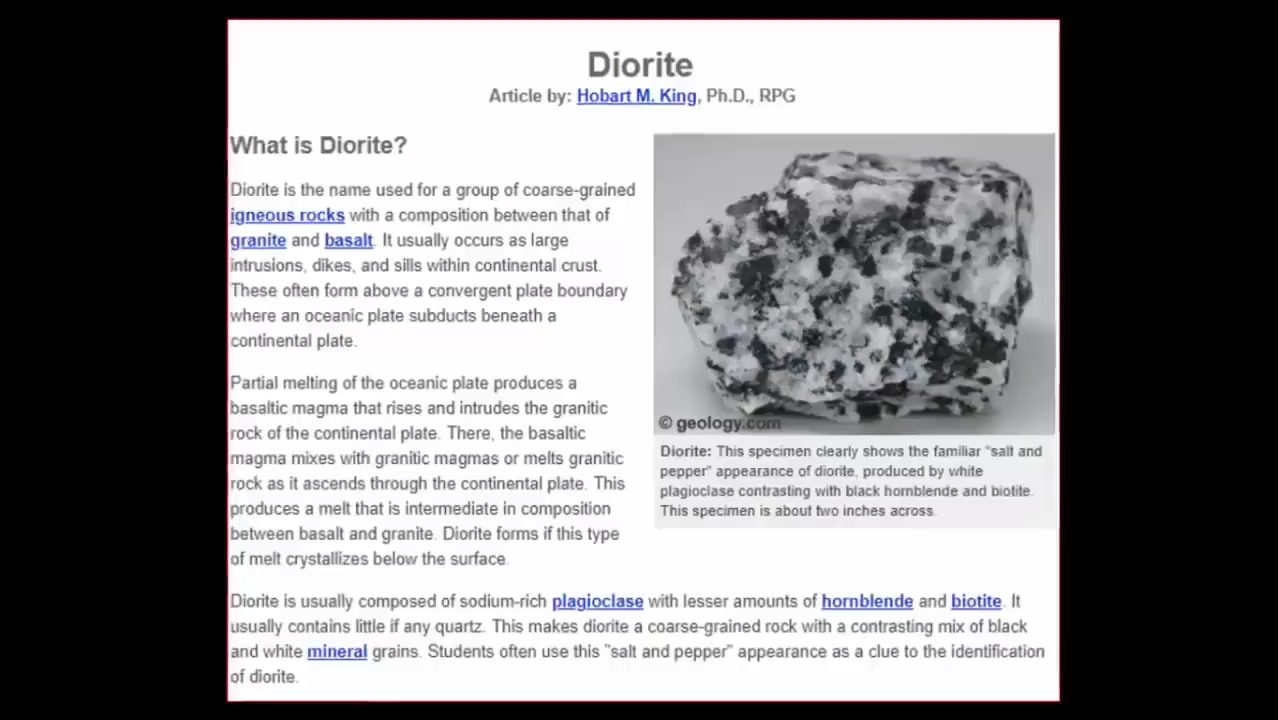 Diorite
Article by: Hobart M. King, Ph.D., RPG
What is Diorite?
Diorite is the name used for a group of coarse-grained
igneous rocks with a composition between that of
granite and basalt. It usually occurs as large
intrusions, dikes, and sills within continental crust.
These often form above a convergent plate boundary
where an oceanic plate subducts beneath a
continental plate.
Partial melting of the oceanic plate produces a
basaltic magma that rises and intrudes the granitic
rock of the continental plate. There, the basaltic
magma mixes with granitic magmas or melts granitic
rock as it ascends through the continental plate. This
produces a melt that is intermediate in composition
between basalt and granite. Diorite forms if this type
of melt crystallizes below the surface.
© geology.com
Diorite: This specimen clearly shows the familiar "salt and
pepper" appearance of diorite, produced by white
plagioclase contrasting with black hornblende and biotite.
This specimen is about two inches across.
Diorite is usually composed of sodium-rich plagioclase with lesser amounts of hornblende and biotite. It
usually contains little if any quartz. This makes diorite a coarse-grained rock with a contrasting mix of black
and white mineral grains. Students often use this "salt and pepper" appearance as a clue to the identification
of diorite.